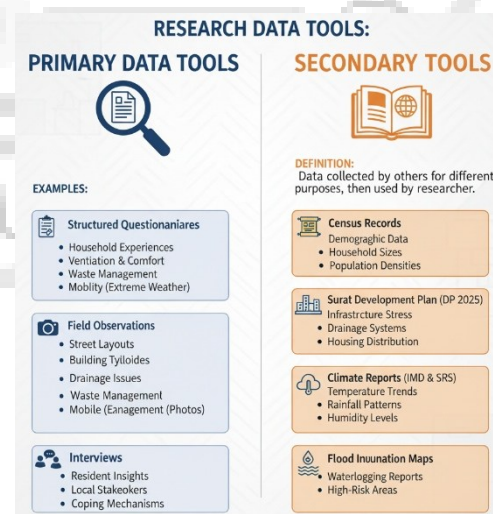 RESEARCH DATA TOOLS:
PRIMARY DATA TOOLS
EXAMPLES:
Structured Questionaniares
• Household Experiences
• Ventiation & Comfort
• Waste Management
• Moblity (Extreme Weather)
Field Observations
• Street Layouts
• Building Tylloides
• Drainage Issues
• Waste Management
• Mobile (Eanagement (Photos)
Interviews
• Resident Insights
• Local Stakeokers
• Coping Mechanisms
SECONDARY TOOLS
DEFINITION:
Data collected by others for different
purposes, then used by researcher.
Census Records
Demograghic Data
• Household Sizes
• Population Densities
Surat Development Plan (DP 2025)
Infrastrcture Stress
• Drainage Systems
• Housing Distribution
Climate Reports (IMD & SRS)
Temperature Trends
• Rainfall Patterns
• Humidity Levels
Flood Inuunation Maps
• Waterlogging Reports
• High-Risk Areas